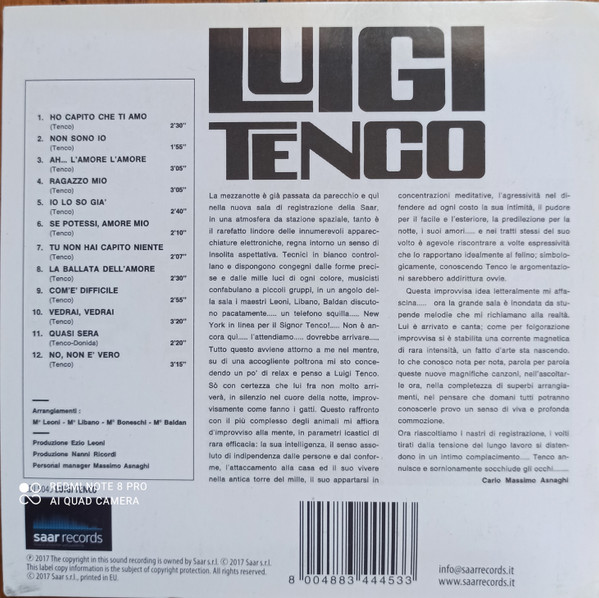 LUIGI
TENCO
1. HO CAPITO CHE TI AMO
(Tenco) 2'30"
2. NON SONO IO
(Tenco) 1'55"
3. AH... L'AMORE L'AMORE
(Tenco) 3'05"
4. RAGAZZO MIO
(Tenco) 3'05"
5. IO LO SO GIA'
(Tenco) 2'40"
6. SE POTESSI, AMORE MIO
(Tenco) 2'10"
7. TU NON HAI CAPITO NIENTE
(Tenco) 2'07"
8. LA BALLATA DELL'AMORE
(Tenco) 2'30"
9. COM'E' DIFFICILE
(Tenco) 2'55"
10. VEDRAI, VEDRAI
(Tenco) 3'20"
11. QUASI SERA
(Tenco-Donida) 2'20"
12. NO, NON E' VERO
(Tenco) 3'15"
Arrangiamenti :
M° Leoni - M° Libano - M° Boneschi - M° Baldan
Produzione Ezio Leoni
Produzione Nanni Ricordi
Personal manager Massimo Asnaghi
La mezzanotte è già passata da parecchio e qui
nella nuova sala di registrazione della Saar,
in una atmosfera da stazione spaziale, tanto è
il rarefatto lindore delle innumerevoli apparec-
chiature elettroniche, regna intorno un senso di
insolita aspettativa. Tecnici in bianco control-
lano e dispongono congegni dalle forme preci-
se e dalle mille luci di ogni colore, musicisti
confabulano a piccoli gruppi, in un angolo del-
la sala i maestri Leoni, Libano, Baldan discuto-
no pacatamente..... un telefono squilla..... New
York in linea per il Signor Tenco!.... Non è an-
cora qui..... l'attendiamo..... dovrebbe arrivare.....
Tutto questo avviene attorno a me nel mentre,
su di una accogliente poltrona mi sto conce-
dendo un po' di relax e penso a Luigi Tenco.
Só con certezza che lui fra non molto arri-
verà, in silenzio nel cuore della notte, improv-
visamente come fanno i gatti. Questo raffronto
con il più complesso degli animali mi affiora
d'improvviso alla mente, in parametri icastici di
rara efficacia: la sua intelligenza, il senso asso-
luto di indipendenza dalle persone e dal confor-
me, l'attaccamento alla casa ed il suo vivere
nella antica torre del mille, il suo appartarsi in
concentrazioni meditative, l'agressività nel di-
fendere ad ogni costo la sua intimità, il pudore
per il facile e l'esteriore, la predilezione per la
notte, i suoi amori..... e nei tratti stessi del suo
volto è agevole riscontrare a volte espressività
che lo rapportano idealmente al felino; simbolo-
gicamente, conoscendo Tenco le argomentazio-
ni sarebbero addirittura ovvie.
Questa improvvisa idea letteralmente mi affa-
scina..... ora la grande sala è inondata da stu-
pende melodie che mi richiamano alla realtà.
Lui è arrivato e canta; come per folgorazione
improvvisa si è stabilita una corrente magnetica
di rara intensità, un fatto d'arte sta nascendo.
Io che conosco nota per nota, parola per parola
queste nuove magnifiche canzoni, nell'ascoltar-
le ora, nella completezza di superbi arrangia-
menti, nel pensare che domani tutti potranno
conoscerle provo un senso di viva e profonda
commozione.
Ora riascoltiamo i nastri di registrazione, i volti
tirati dalla tensione del lungo lavoro si disten-
dono in un intimo compiacimento..... Tenco an-
nuisce e sornionamente socchiude gli occhi.......
Carlo Massimo Asnaghi
LUIGI TENCO
REDMI NOTE 8 PRO
AI QUAD CAMERA
saar records
℗ 2017 The copyright in this sound recording is owned by Saar s.r.l. © 2017 Saar s.r.l.
This label copy information is the subject of copyright protection. All rights reserved.
© 2017 Saar s.r.l., printed in EU.
8 004883 444533
info@saarrecords.it
www.saarrecords.it